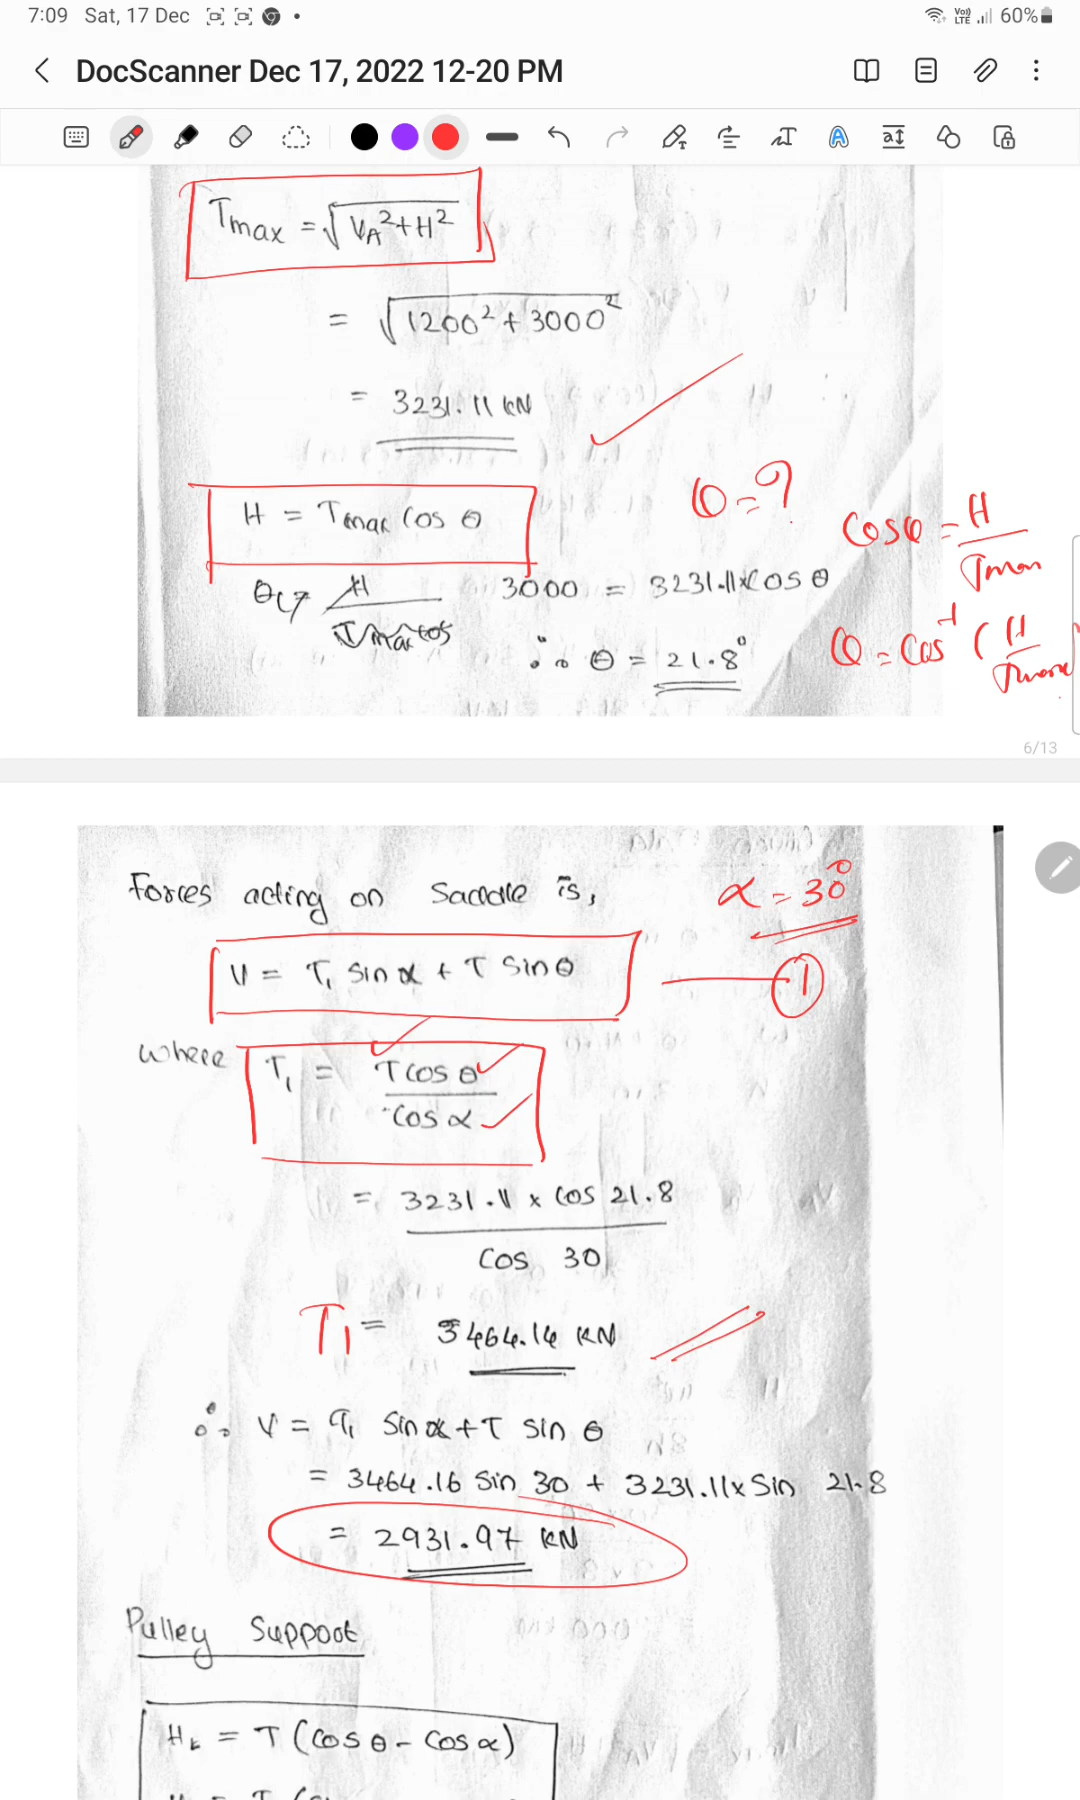 7:09 Sat, 17 Dec
60%
DocScanner Dec 17, 2022 12-20 PM
Tmax = √VA²+H²
= √1200²+3000²
= 3231.11 kN
θ=?
H = Tmax Cos θ
Cosθ = H/Tmax
3000 = 3231.11×Cos θ
∴ θ = 21.8°
θ = Cos⁻¹ (H/Tmax
6/13
Forces acting on Saddle is,
α = 30°
V = T₁ Sin α + T Sin θ
①
Where T₁ = T cos θ / Cos α
= 3231.11 × Cos 21.8 / Cos 30
T₁ = 3464.14 kN
∴ V = T₁ Sin α + T Sin θ
= 3464.16 Sin 30 + 3231.11× Sin 21.8
= 2931.97 kN
Pulley Support
= T (Cos θ - Cos α)